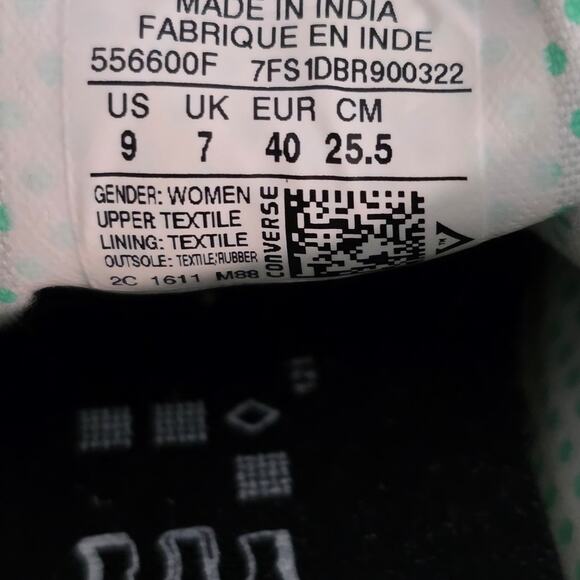 MADE IN INDIA
FABRIQUE EN INDE
556600F 7FS1DBR900322
US UK EUR CM
9 7 40 25.5
GENDER: WOMEN
UPPER TEXTILE
LINING: TEXTILE
OUTSOLE: TEXTILE/RUBBER
2C 1611 M88
CONVERSE